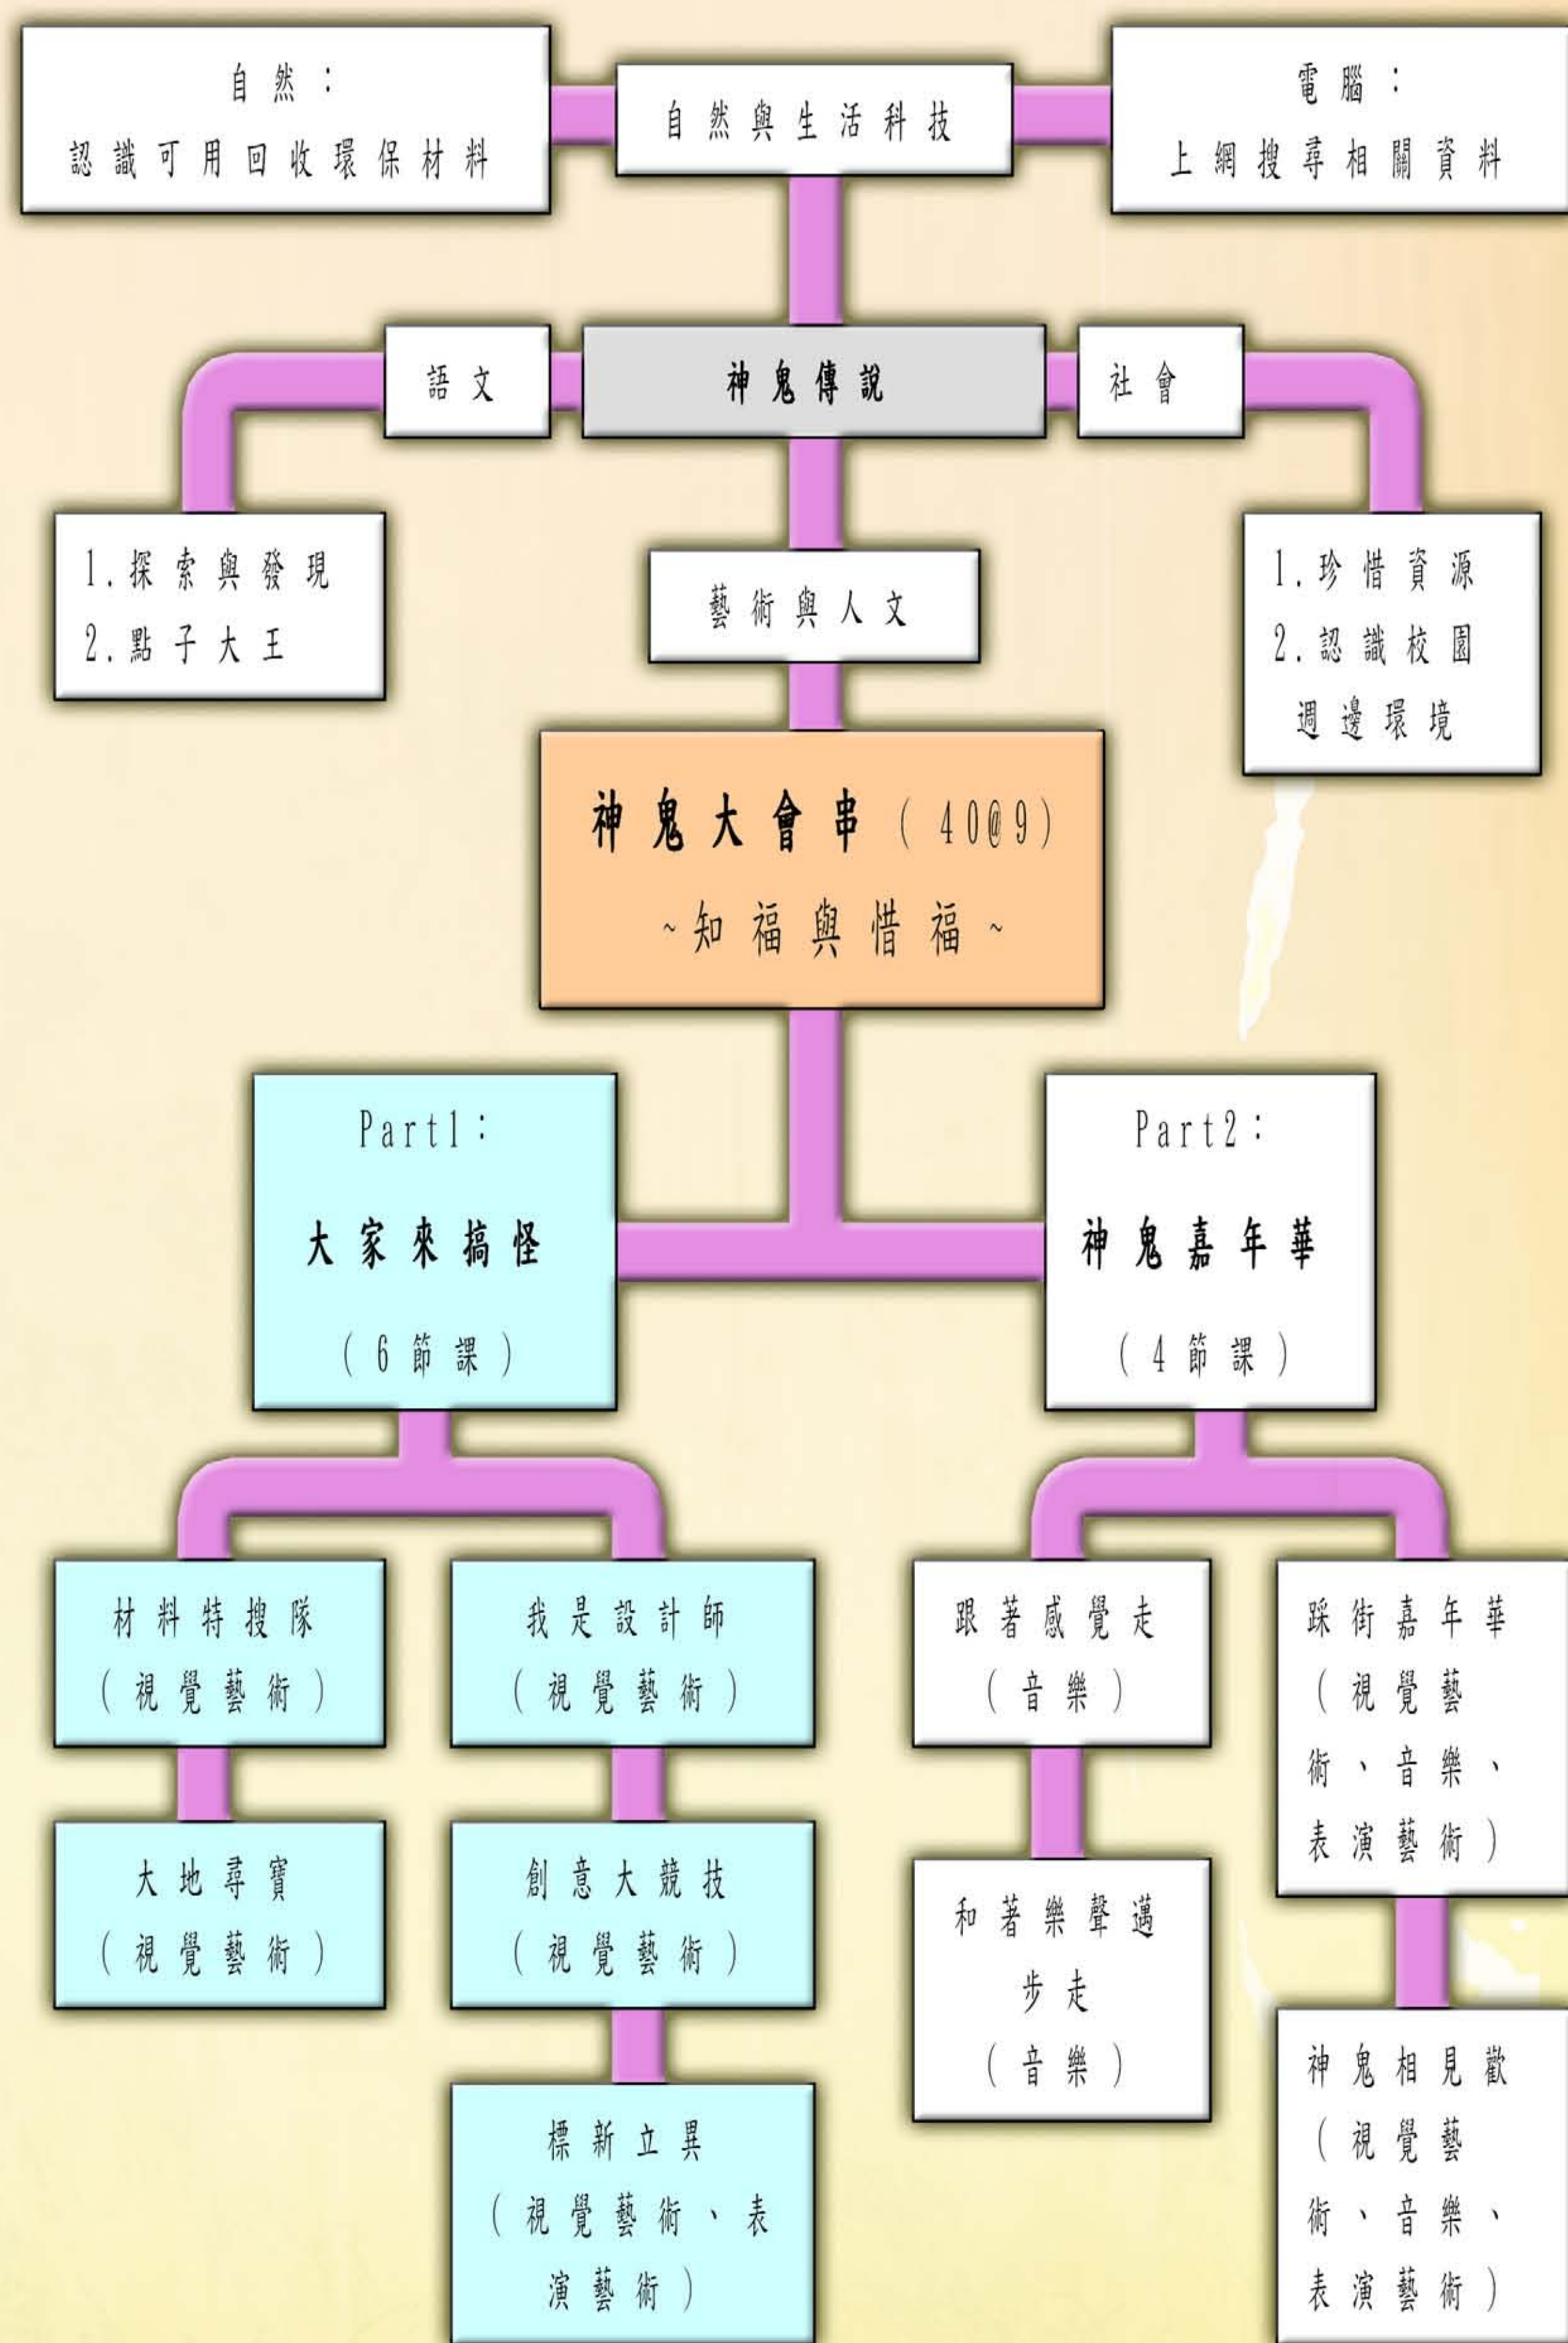 自然：
認識可用回收環保材料
自然與生活科技
電腦：
上網搜尋相關資料
語文
神鬼傳說
社會
1.探索與發現
2.點子大王
藝術與人文
1.珍惜資源
2.認識校園
週邊環境
神鬼大會串(40@9)
~知福與惜福~
Part1：
大家來搞怪
(6節課)
Part2：
神鬼嘉年華
(4節課)
材料特搜隊
(視覺藝術)
我是設計師
(視覺藝術)
跟著感覺走
(音樂)
踩街嘉年華
(視覺藝
術、音樂、
表演藝術)
大地尋寶
(視覺藝術)
創意大競技
(視覺藝術)
和著樂聲邁
步走
(音樂)
標新立異
(視覺藝術、表
演藝術)
神鬼相見歡
(視覺藝
術、音樂、
表演藝術)